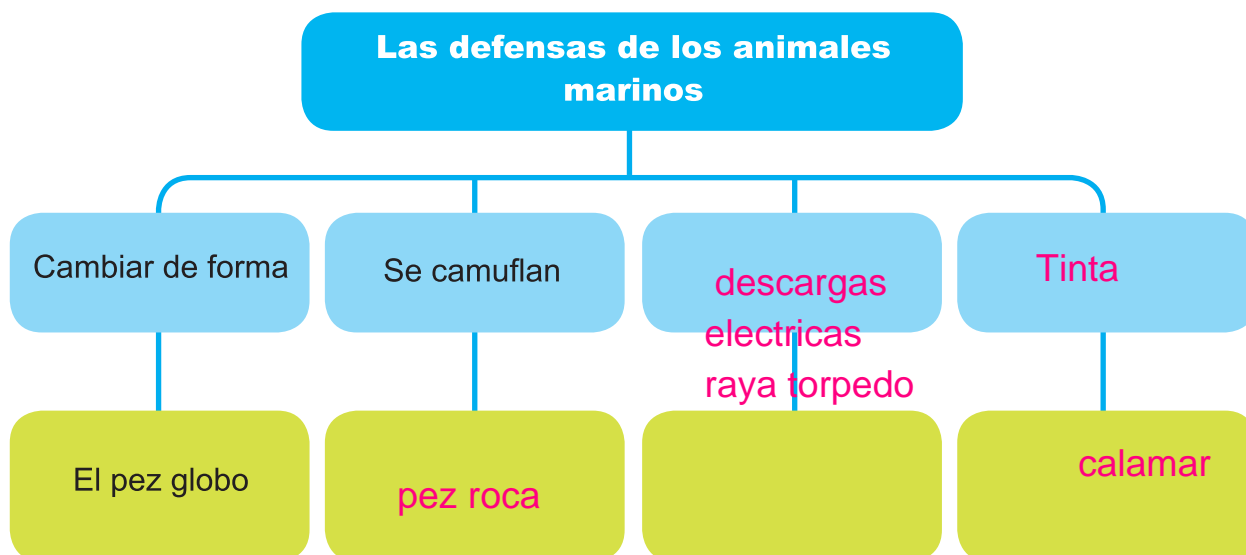 Las defensas de los animales
marinos
Cambiar de forma
Se camuflan
descargas
electricas
raya torpedo
Tinta
El pez globo
pez roca
calamar